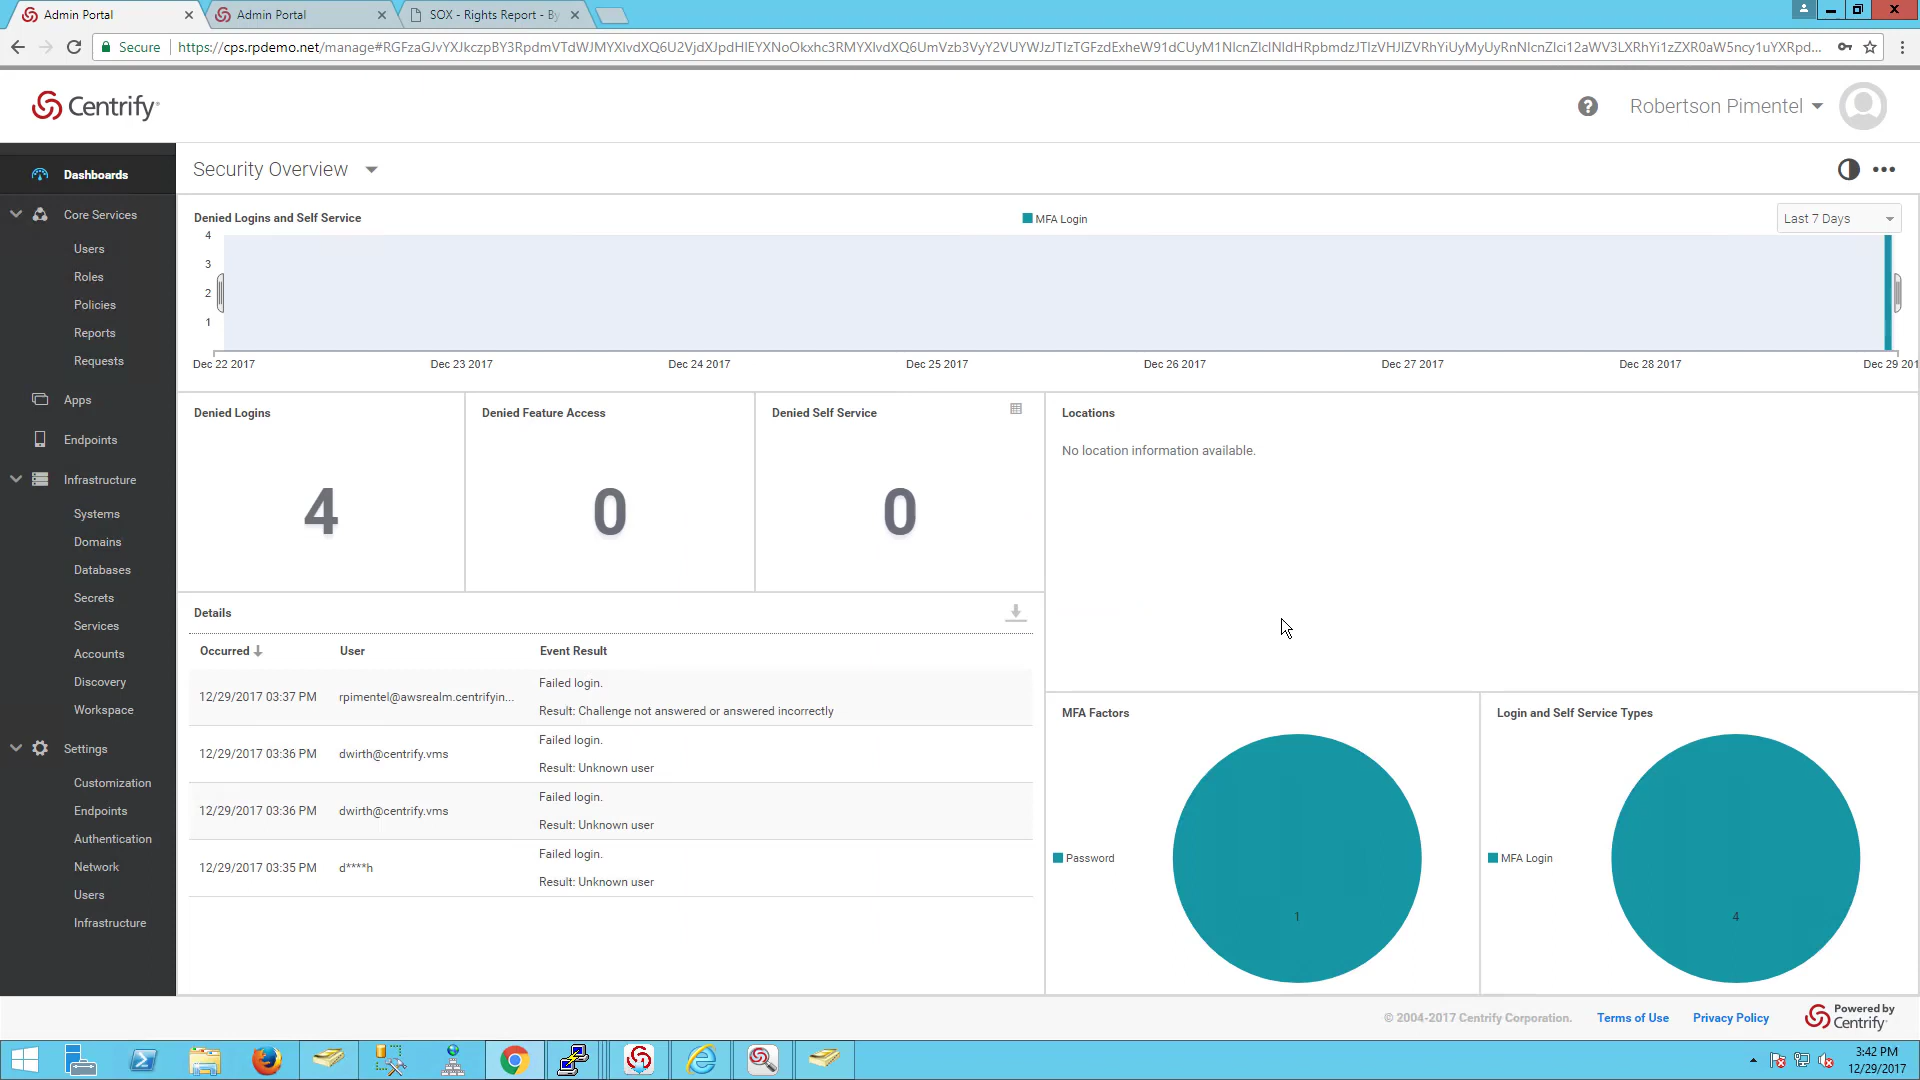 Admin Portal
Admin Portal
SOX - Rights Report - By
Secure
Centrify
Robertson Pimentel
Dashboards
Core Services
Users
Roles
Policies
Reports
Requests
Apps
Endpoints
Infrastructure
Systems
Domains
Databases
Secrets
Services
Accounts
Discovery
Workspace
Settings
Customization
Endpoints
Authentication
Network
Users
Infrastructure
Security Overview
Denied Logins and Self Service
MFA Login
Last 7 Days
4
3
2
1
Dec 22 2017 Dec 23 2017 Dec 24 2017 Dec 25 2017 Dec 26 2017 Dec 27 2017 Dec 28 2017 Dec 29 201
Denied Logins
4
Denied Feature Access
0
Denied Self Service
0
Locations
No location information available.
Details
Occurred User Event Result
12/29/2017 03:37 PM rpimentel@awsrealm.centrifyin... Failed login.
Result: Challenge not answered or answered incorrectly
12/29/2017 03:36 PM dwirth@centrify.vms Failed login.
Result: Unknown user
12/29/2017 03:36 PM dwirth@centrify.vms Failed login.
Result: Unknown user
12/29/2017 03:35 PM d****h Failed login.
Result: Unknown user
MFA Factors
Password
1
Login and Self Service Types
MFA Login
4
© 2004-2017 Centrify Corporation. Terms of Use Privacy Policy
Powered by
Centrify
3:42 PM
12/29/2017